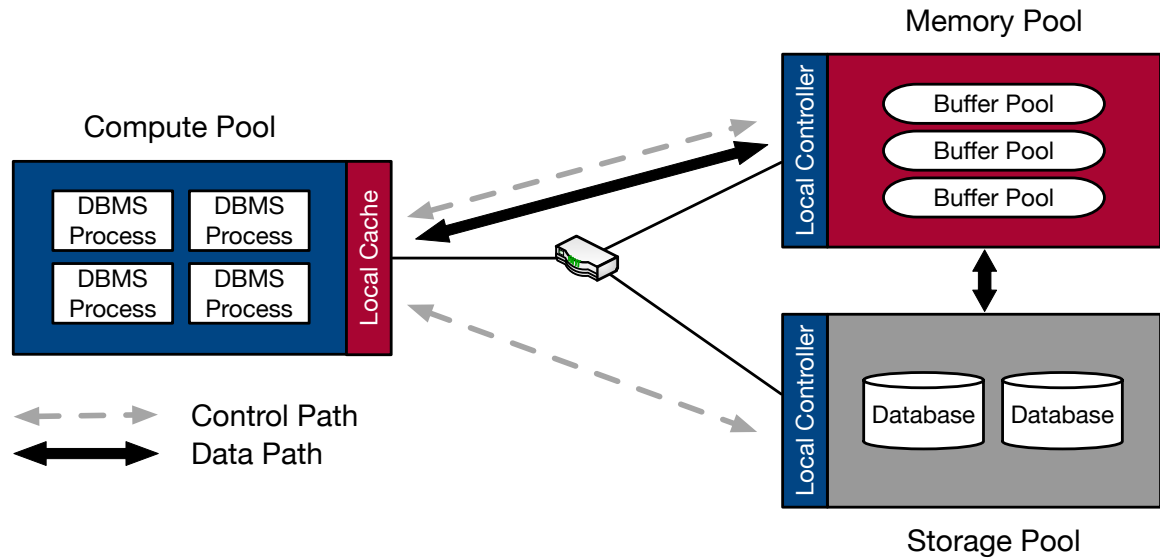 Memory Pool
Local Controller
Buffer Pool
Buffer Pool
Buffer Pool
Compute Pool
DBMS
Process
DBMS
Process
DBMS
Process
DBMS
Process
Local Cache
Control Path
Data Path
Local Controller
Database
Database
Storage Pool